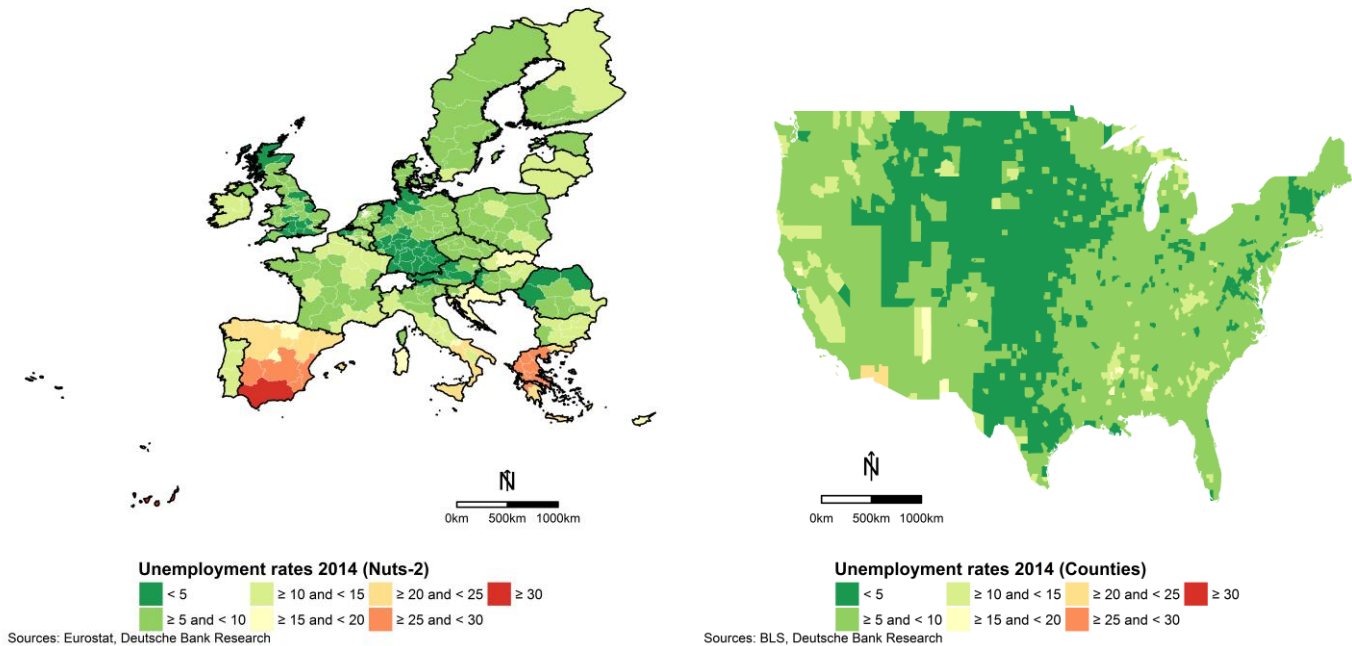 N
0km 500km 1000km
Unemployment rates 2014 (Nuts-2)
< 5 ≥ 10 and < 15 ≥ 20 and < 25 ≥ 30
≥ 5 and < 10 ≥ 15 and < 20 ≥ 25 and < 30
Sources: Eurostat, Deutsche Bank Research
N
0km 500km 1000km
Unemployment rates 2014 (Counties)
< 5 ≥ 10 and < 15 ≥ 20 and < 25 ≥ 30
≥ 5 and < 10 ≥ 15 and < 20 ≥ 25 and < 30
Sources: BLS, Deutsche Bank Research